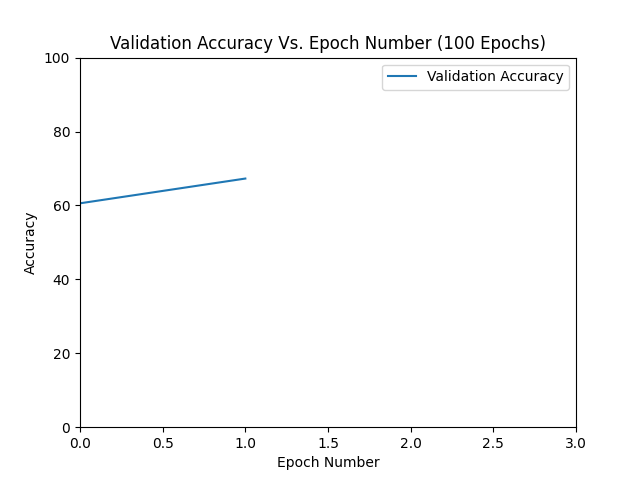 Validation Accuracy Vs. Epoch Number (100 Epochs)
Validation Accuracy
100
80
60
40
20
0
Accuracy
0.0 0.5 1.0 1.5 2.0 2.5 3.0
Epoch Number